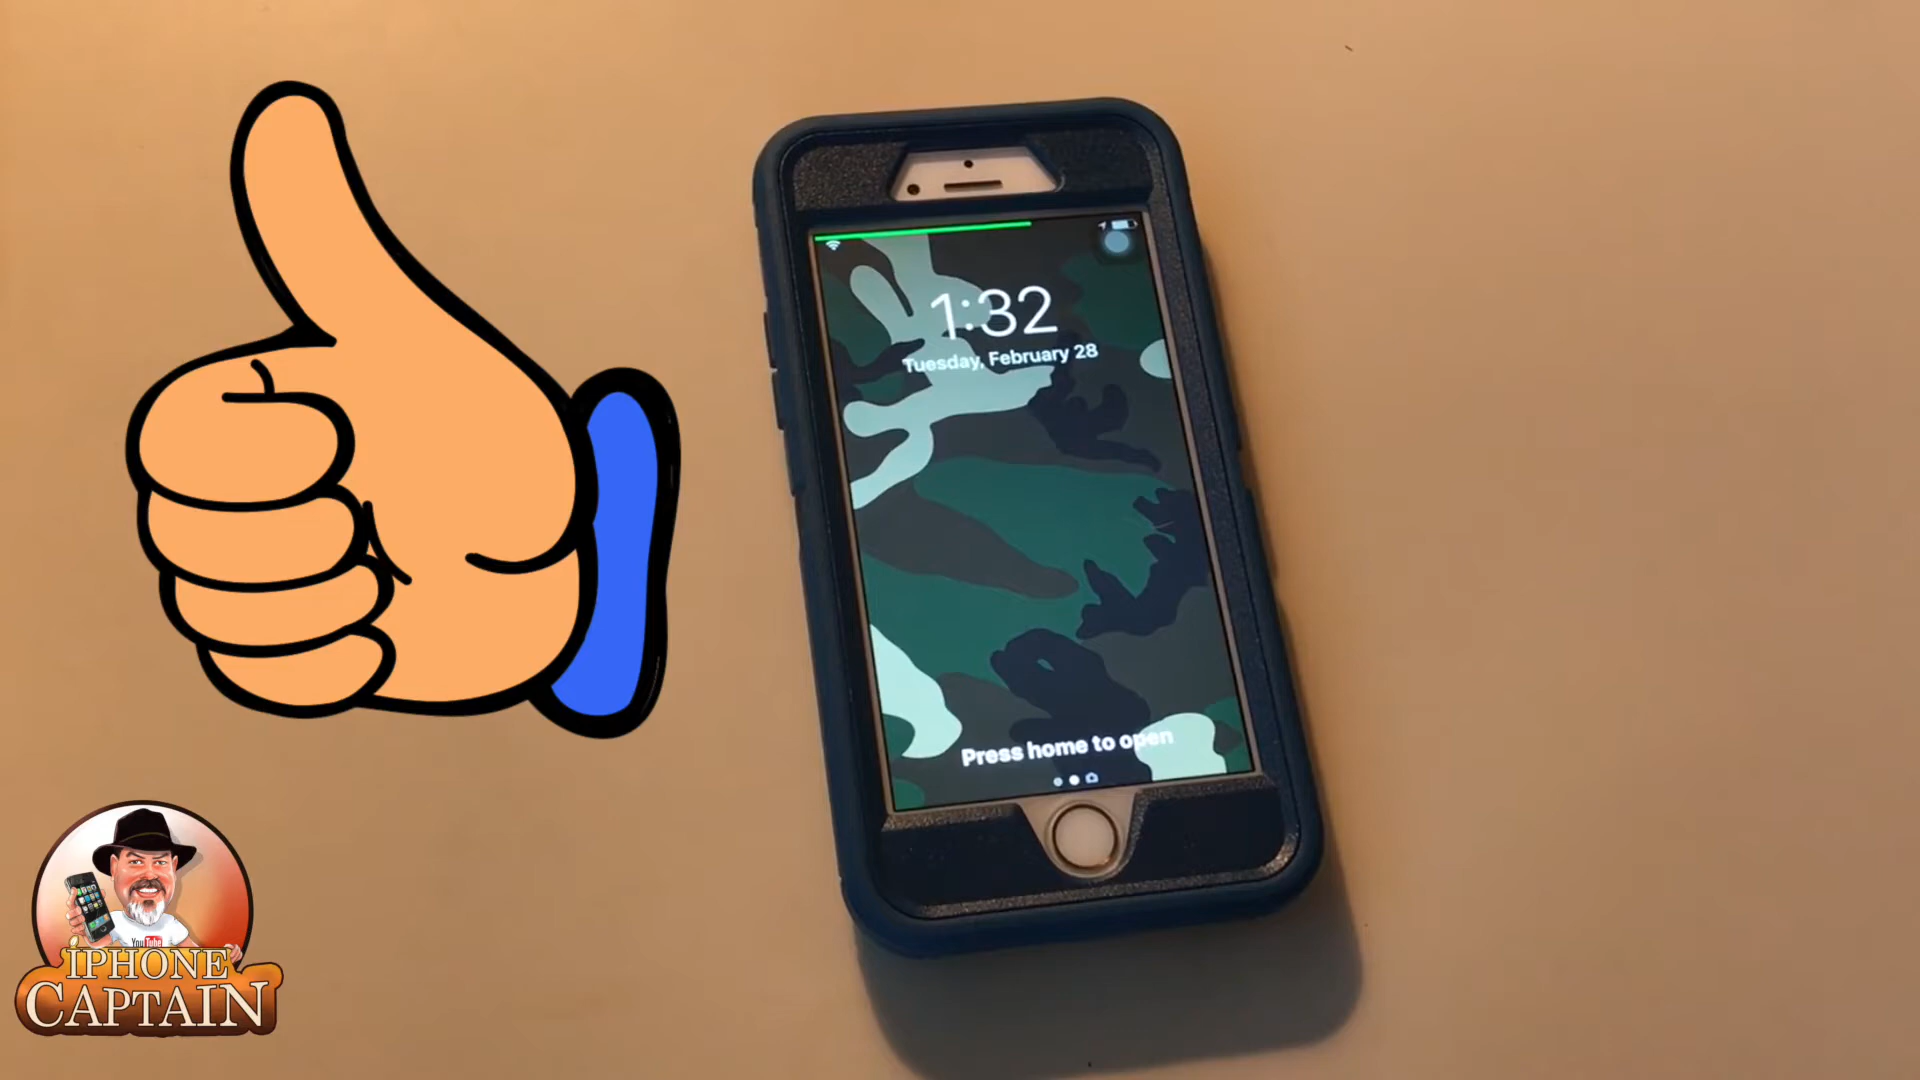 1:32
Tuesday, February 28
Press home to open
YouTube
IPHONE
CAPTAIN